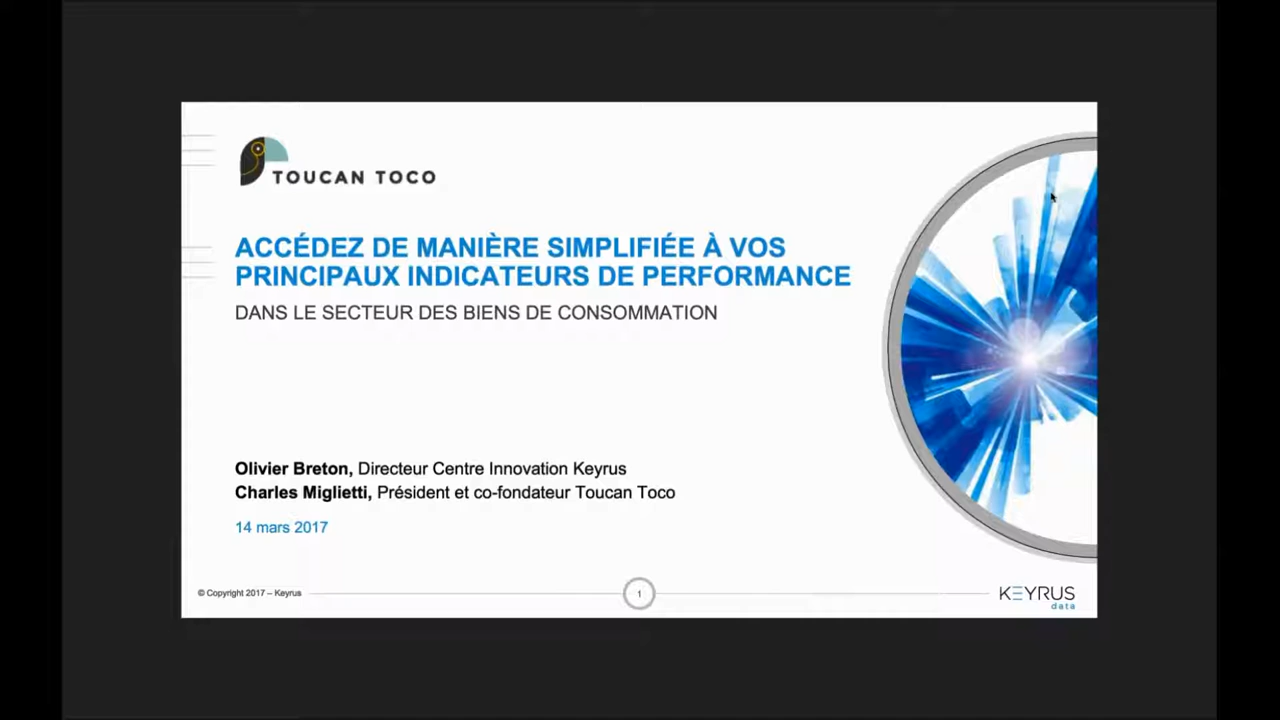 TOUCAN TOCO
ACCÉDEZ DE MANIÈRE SIMPLIFIÉE À VOS
PRINCIPAUX INDICATEURS DE PERFORMANCE
DANS LE SECTEUR DES BIENS DE CONSOMMATION
Olivier Breton, Directeur Centre Innovation Keyrus
Charles Miglietti, Président et co-fondateur Toucan Toco
14 mars 2017
© Copyright 2017 – Keyrus
1
KEYRUS
data